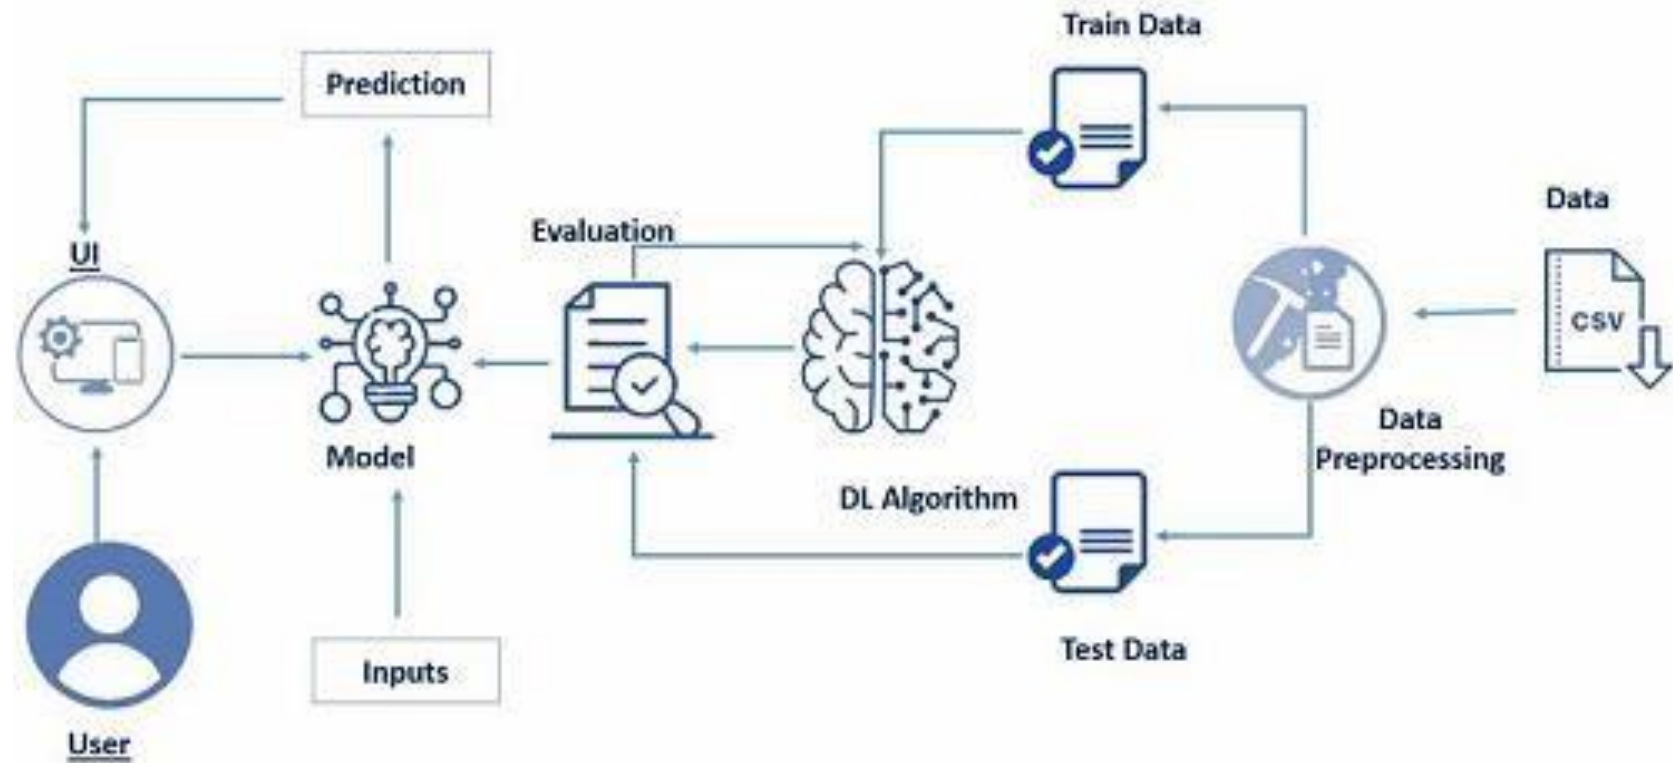 Train Data
Prediction
Data
Evaluation
UI
CSV
Data
Preprocessing
Model
DL Algorithm
Test Data
Inputs
User